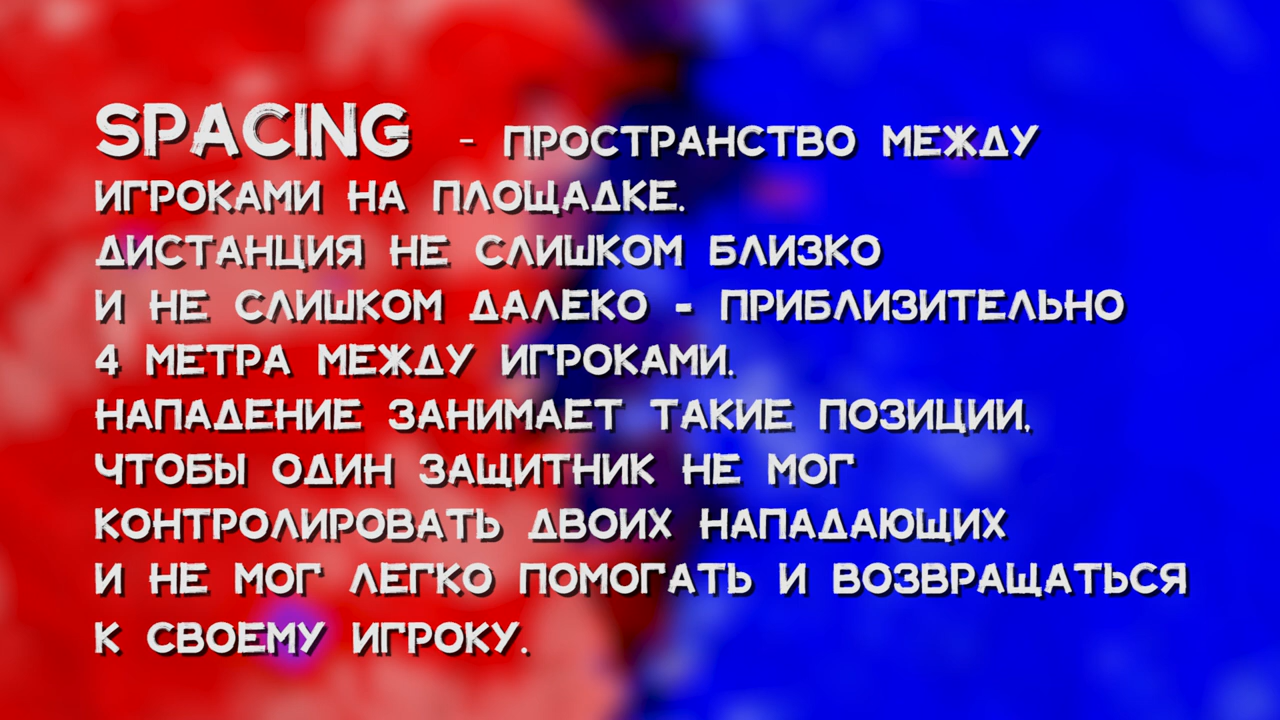 SPACING - ПРОСТРАНСТВО МЕЖДУ
ИГРОКАМИ НА ПЛОЩАДКЕ.
ДИСТАНЦИЯ НЕ СЛИШКОМ БЛИЗКО
И НЕ СЛИШКОМ ДАЛЕКО - ПРИБЛИЗИТЕЛЬНО
4 МЕТРА МЕЖДУ ИГРОКАМИ.
НАПАДЕНИЕ ЗАНИМАЕТ ТАКИЕ ПОЗИЦИИ,
ЧТОБЫ ОДИН ЗАЩИТНИК НЕ МОГ
КОНТРОЛИРОВАТЬ ДВОИХ НАПАДАЮЩИХ
И НЕ МОГ ЛЕГКО ПОМОГАТЬ И ВОЗВРАЩАТЬСЯ
К СВОЕМУ ИГРОКУ.